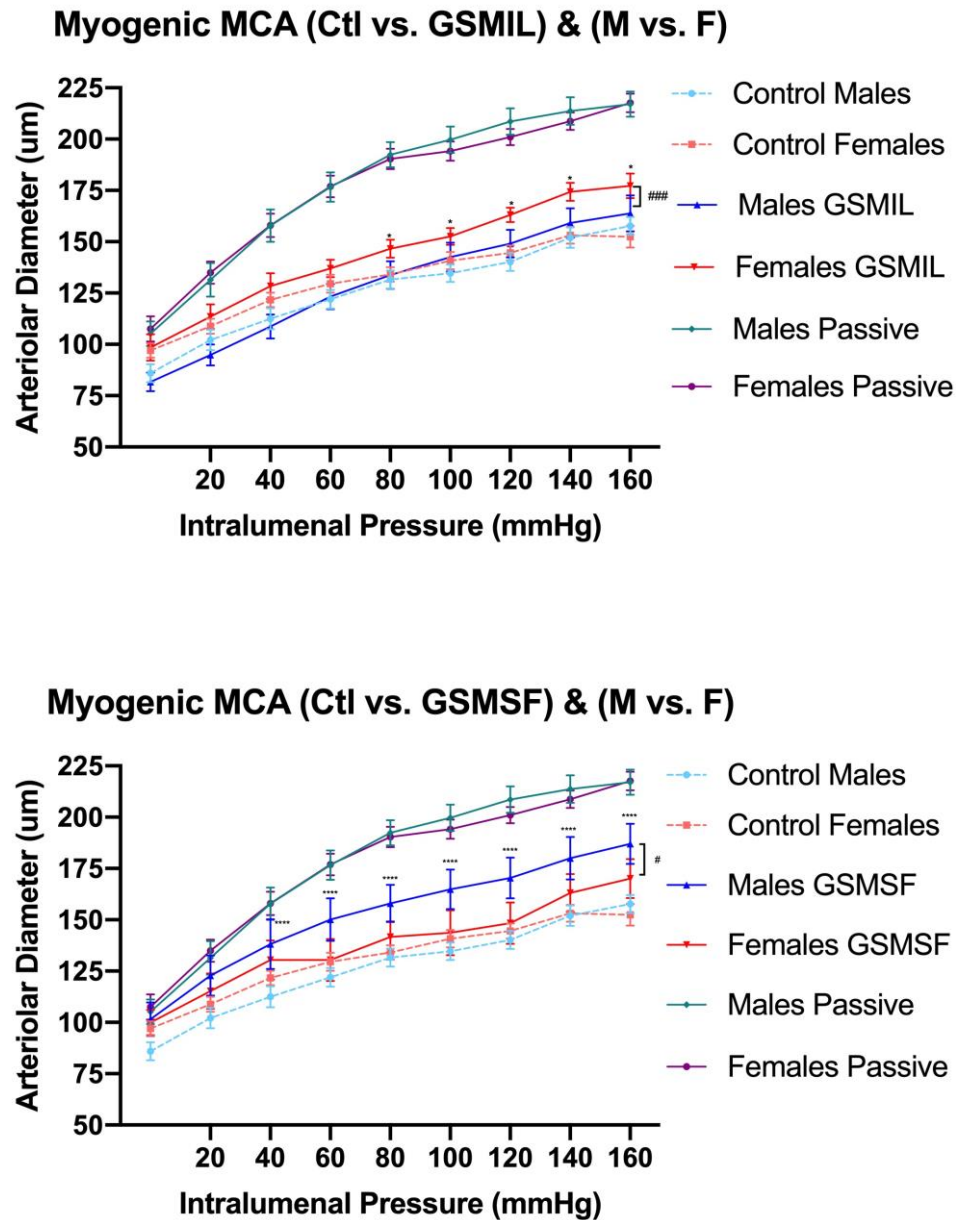 Myogenic MCA (Ctl vs. GSMIL) & (M vs. F)
225
200
175
150
125
100
75
50
Arteriolar Diameter (um)
* * * * *
###
20 40 60 80 100 120 140 160
Intralumenal Pressure (mmHg)
Control Males
Control Females
Males GSMIL
Females GSMIL
Males Passive
Females Passive
Myogenic MCA (Ctl vs. GSMSF) & (M vs. F)
225
200
175
150
125
100
75
50
Arteriolar Diameter (um)
**** **** **** **** **** **** ****
#
20 40 60 80 100 120 140 160
Intralumenal Pressure (mmHg)
Control Males
Control Females
Males GSMSF
Females GSMSF
Males Passive
Females Passive